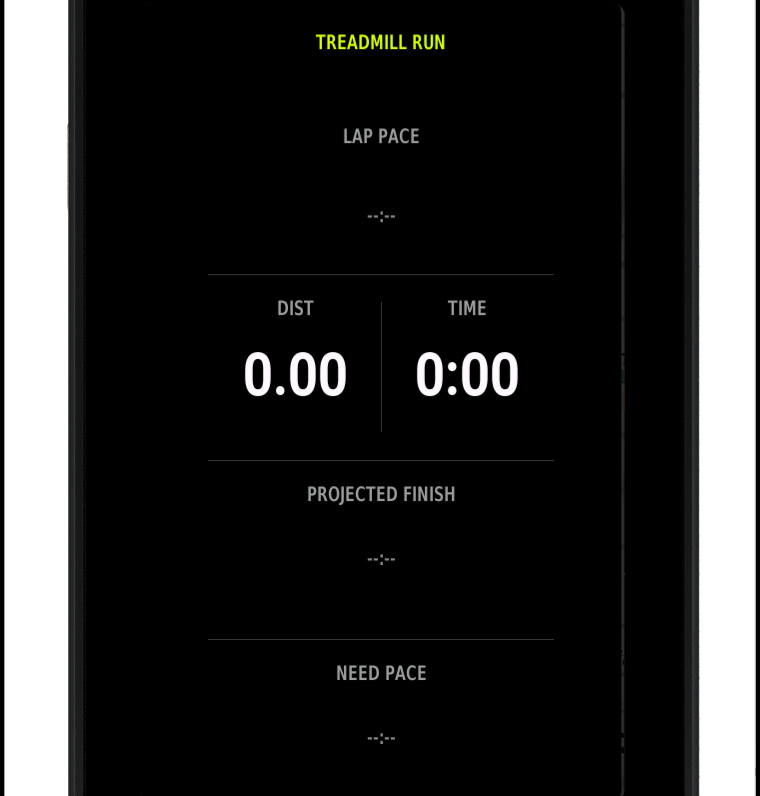 TREADMILL RUN
LAP PACE
--:--
DIST TIME
0.00 0:00
PROJECTED FINISH
--:--
NEED PACE
--:--